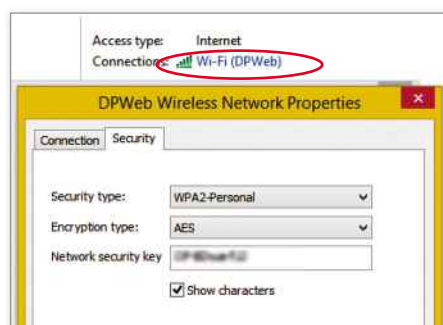 Access type: Internet
Connections: Wi-Fi (DPWeb)
DPWeb Wireless Network Properties
Connection Security
Security type: WPA2-Personal
Encryption type: AES
Network security key
Show characters